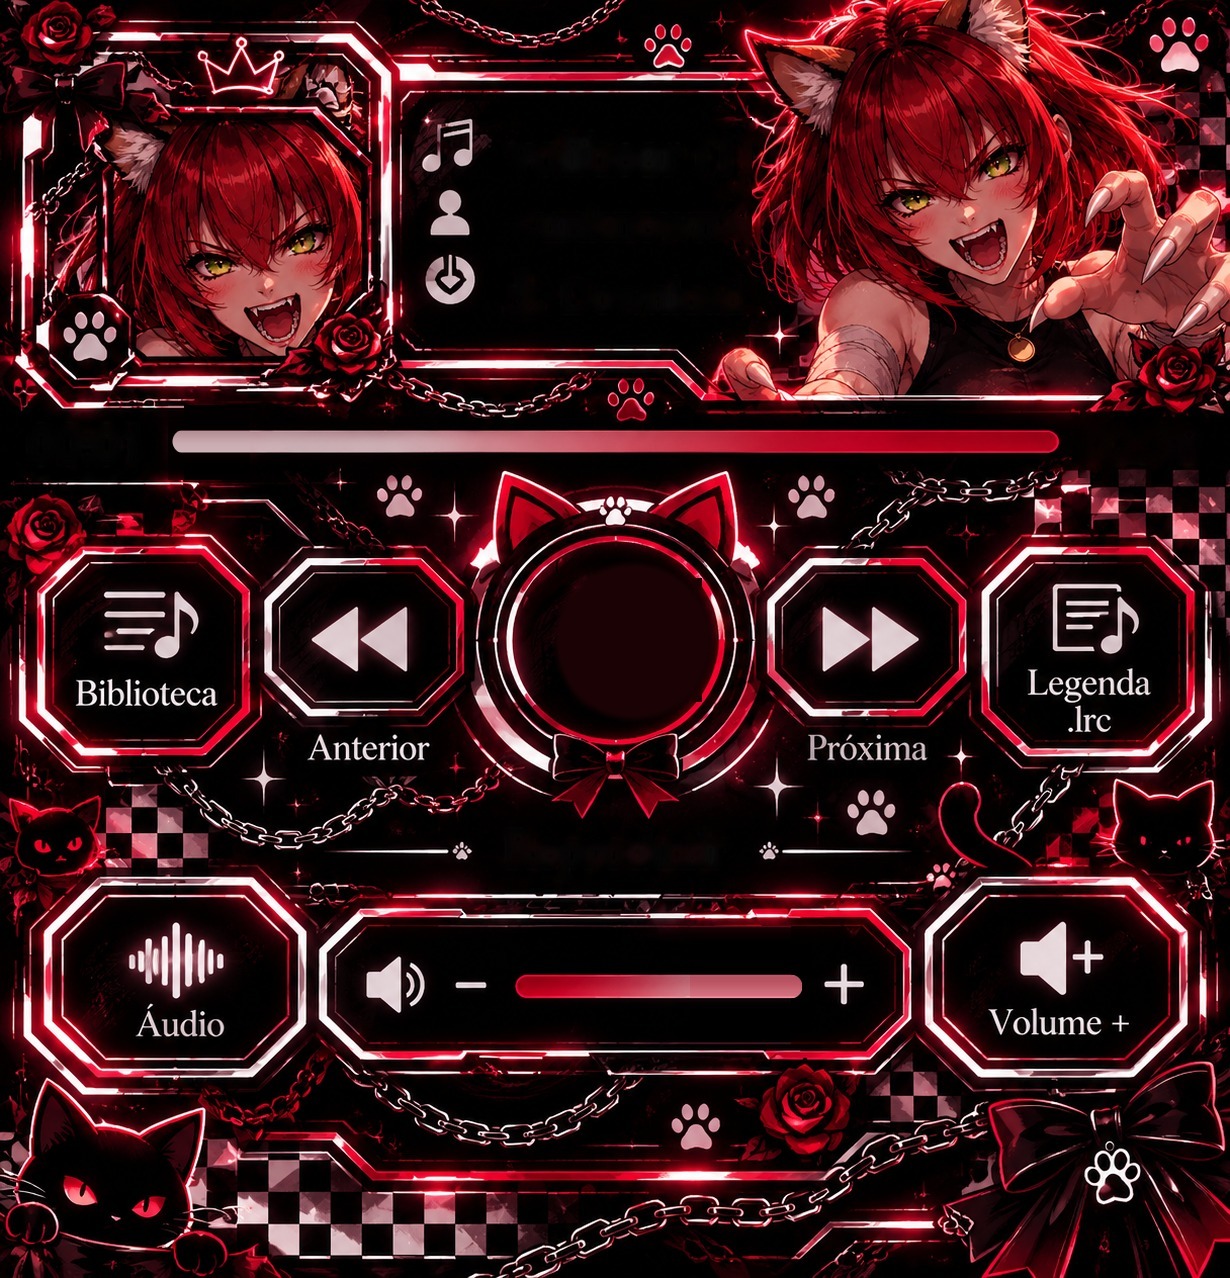 Biblioteca
Legenda
.lrc
Anterior
Próxima
Áudio
Volume +